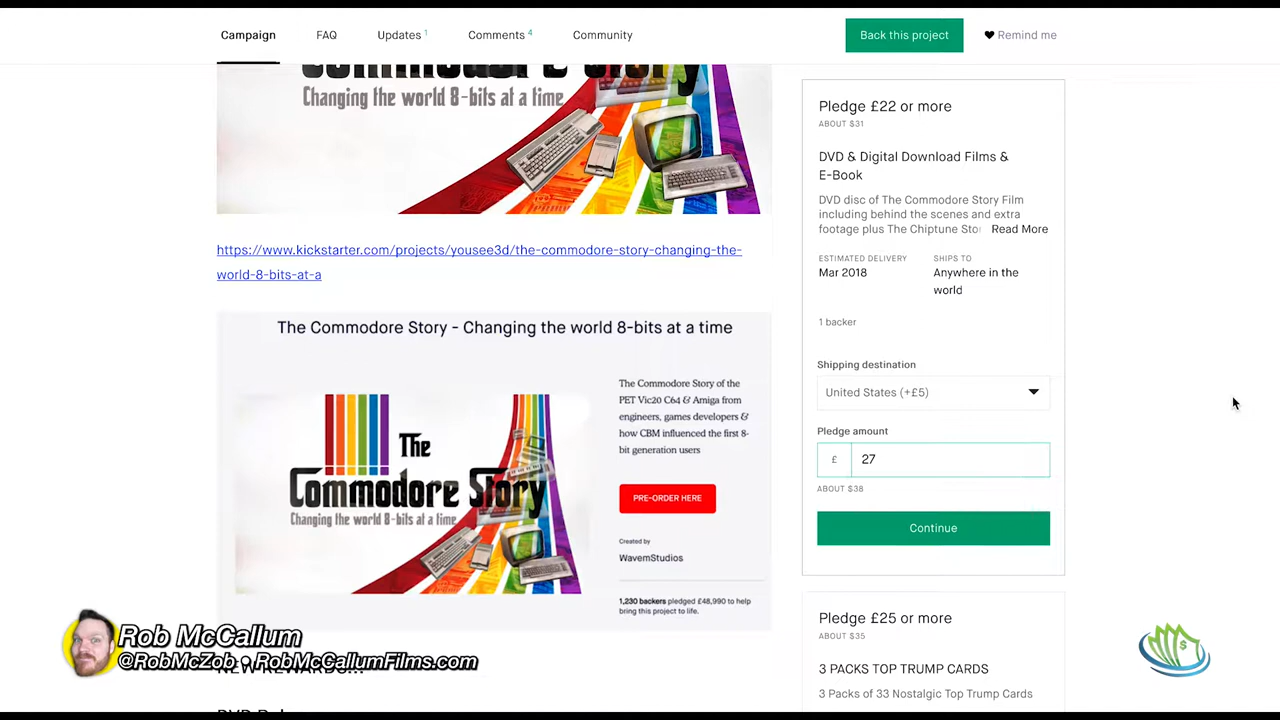 Campaign
FAQ
Updates 1
Comments 4
Community
Back this project
Remind me
Commodore Story
Changing the world 8-bits at a time
https://www.kickstarter.com/projects/yousee3d/the-commodore-story-changing-the-
world-8-bits-at-a
The Commodore Story - Changing the world 8-bits at a time
The
Commodore Story
Changing the world 8-bits at a time
The Commodore Story of the
PET Vic20 C64 & Amiga from
engineers, games developers &
how CBM influenced the first 8-
bit generation users
PRE-ORDER HERE
Created by
WavemStudios
1,230 backers pledged £48,990 to help
bring this project to life.
NEW REWARDS...
Rob McCallum
@RobMcZob • RobMcCallumFilms.com
Pledge £22 or more
ABOUT $31
DVD & Digital Download Films &
E-Book
DVD disc of The Commodore Story Film
including behind the scenes and extra
footage plus The Chiptune Sto Read More
ESTIMATED DELIVERY
Mar 2018
SHIPS TO
Anywhere in the
world
1 backer
Shipping destination
United States (+£5)
Pledge amount
£ 27
ABOUT $38
Continue
Pledge £25 or more
ABOUT $35
3 PACKS TOP TRUMP CARDS
3 Packs of 33 Nostalgic Top Trump Cards
$